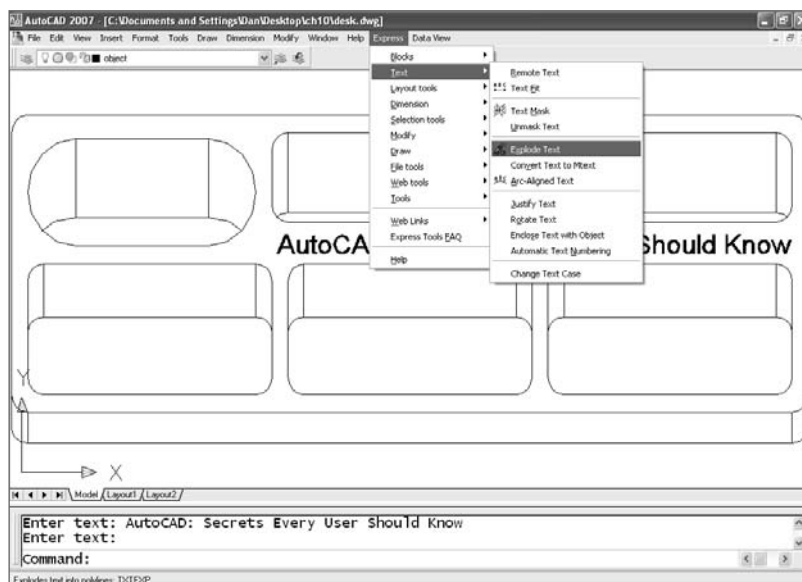 AutoCAD 2007 - [C:\Documents and Settings\Dan\Desktop\ch10\desk.dwg]
File Edit View Insert Format Tools Draw Dimension Modify Window Help Express Data View
object
Blocks
Text
Layout tools
Dimension
Selection tools
Modify
Draw
File tools
Web tools
Tools
Web Links
Express Tools FAQ
Help
Remote Text
Text Fit
Text Mask
Unmask Text
Explode Text
Convert Text to Mtext
Arc-Aligned Text
Justify Text
Rotate Text
Enclose Text with Object
Automatic Text Numbering
Change Text Case
AutoCA Should Know
Y
X
Model Layout1 Layout2
Enter text: AutoCAD: Secrets Every User Should Know
Enter text:
Command:
Explodes text into polylines: TXTEXP